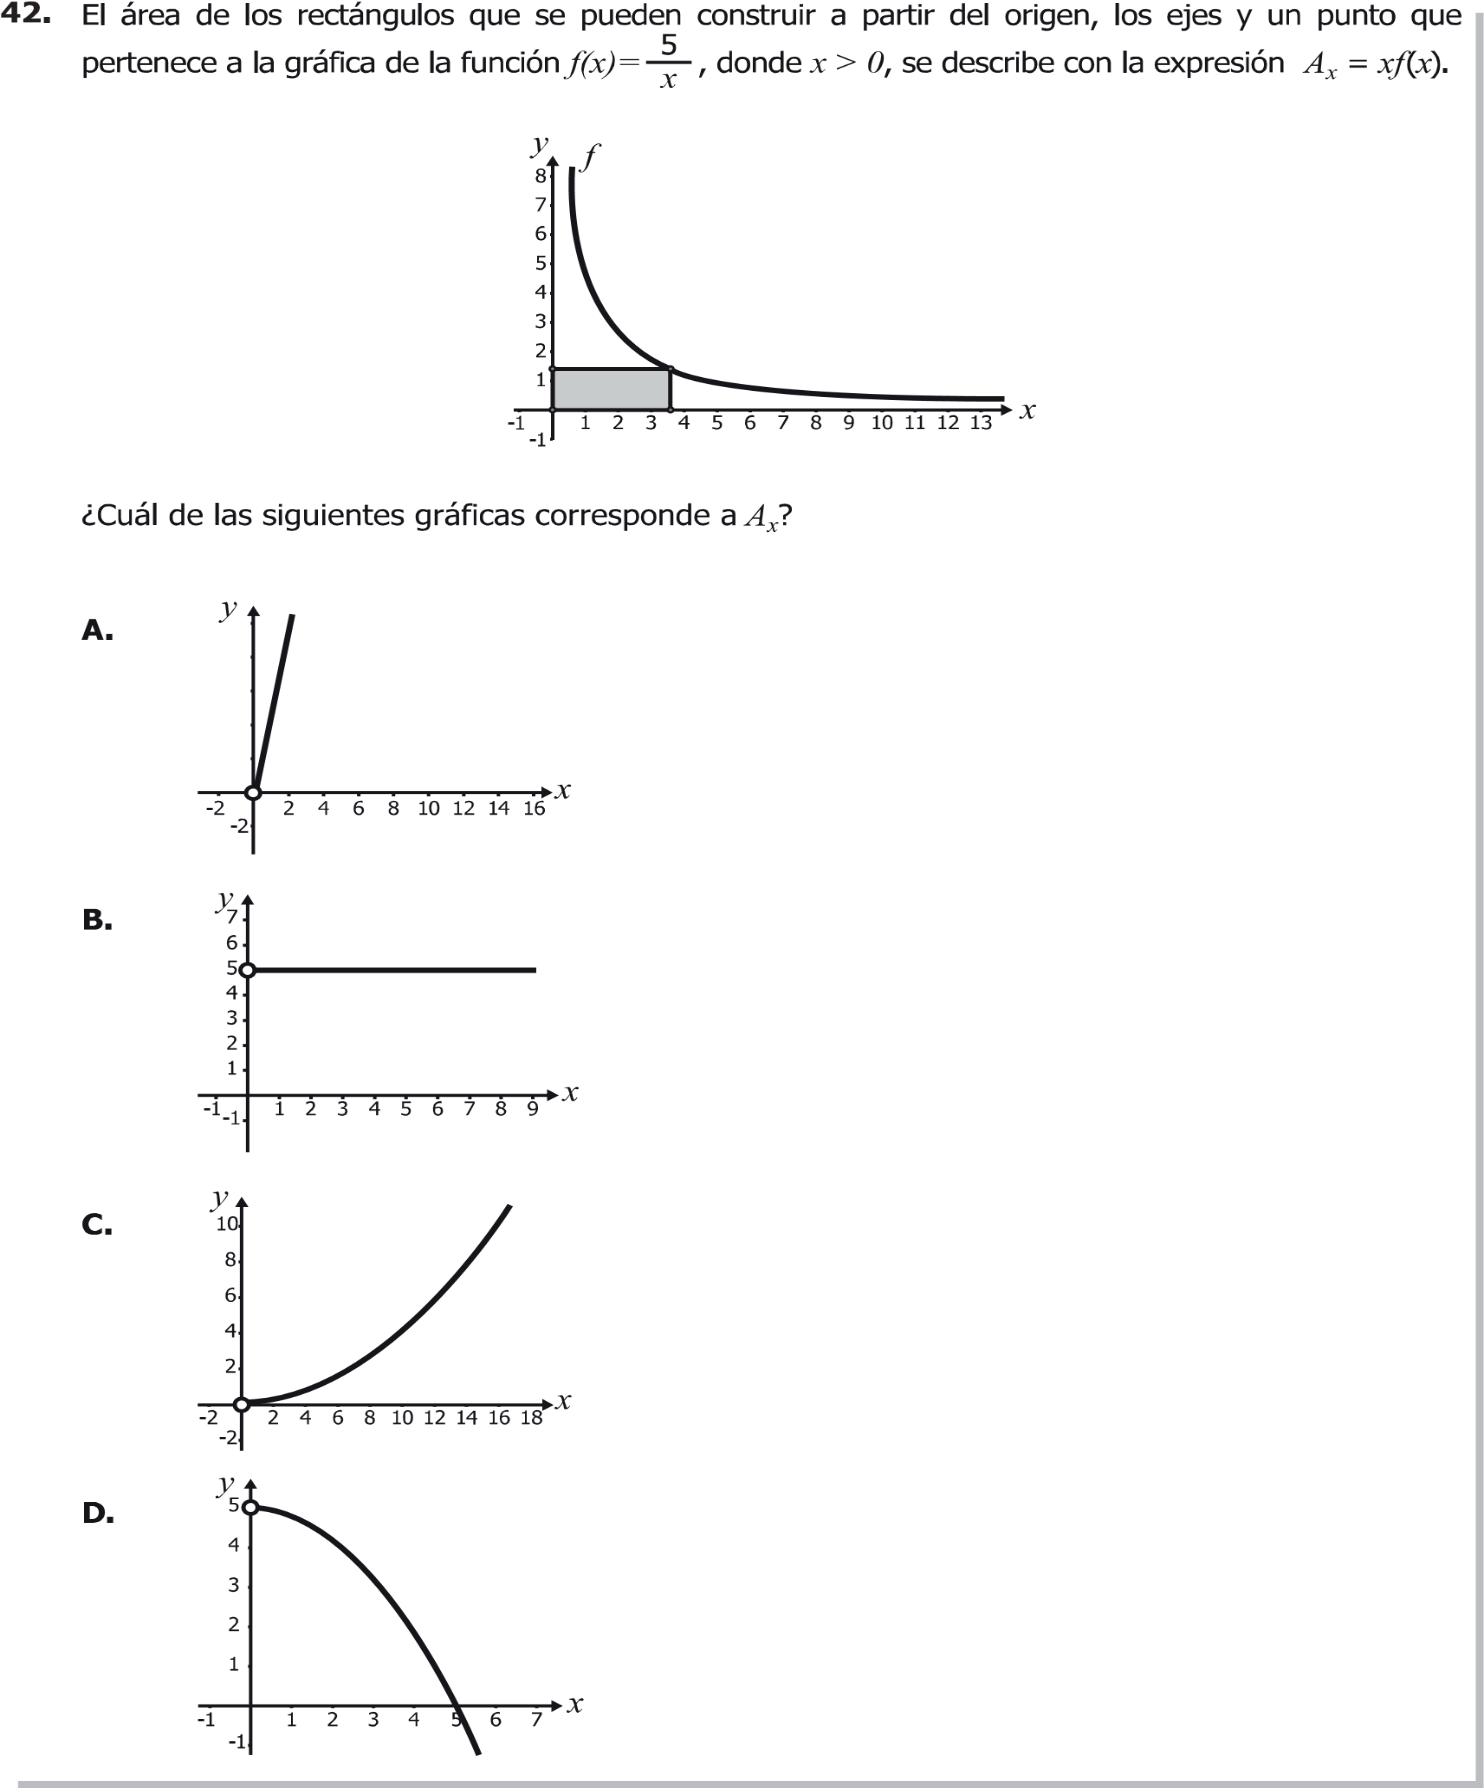 42. El área de los rectángulos que se pueden construir a partir del origen, los ejes y un punto que
pertenece a la gráfica de la función f(x)= 5/x , donde x > 0, se describe con la expresión Aₓ = xf(x).
y f
8
7
6
5
4
3
2
1
-1 1 2 3 4 5 6 7 8 9 10 11 12 13 x
-1
¿Cuál de las siguientes gráficas corresponde a Aₓ?
A.
y
-2 2 4 6 8 10 12 14 16 x
-2
B.
y
7
6
5
4
3
2
1
-1 1 2 3 4 5 6 7 8 9 x
-1
C.
y
10
8
6
4
2
-2 2 4 6 8 10 12 14 16 18 x
-2
D.
y
5
4
3
2
1
-1 1 2 3 4 5 6 7 x
-1